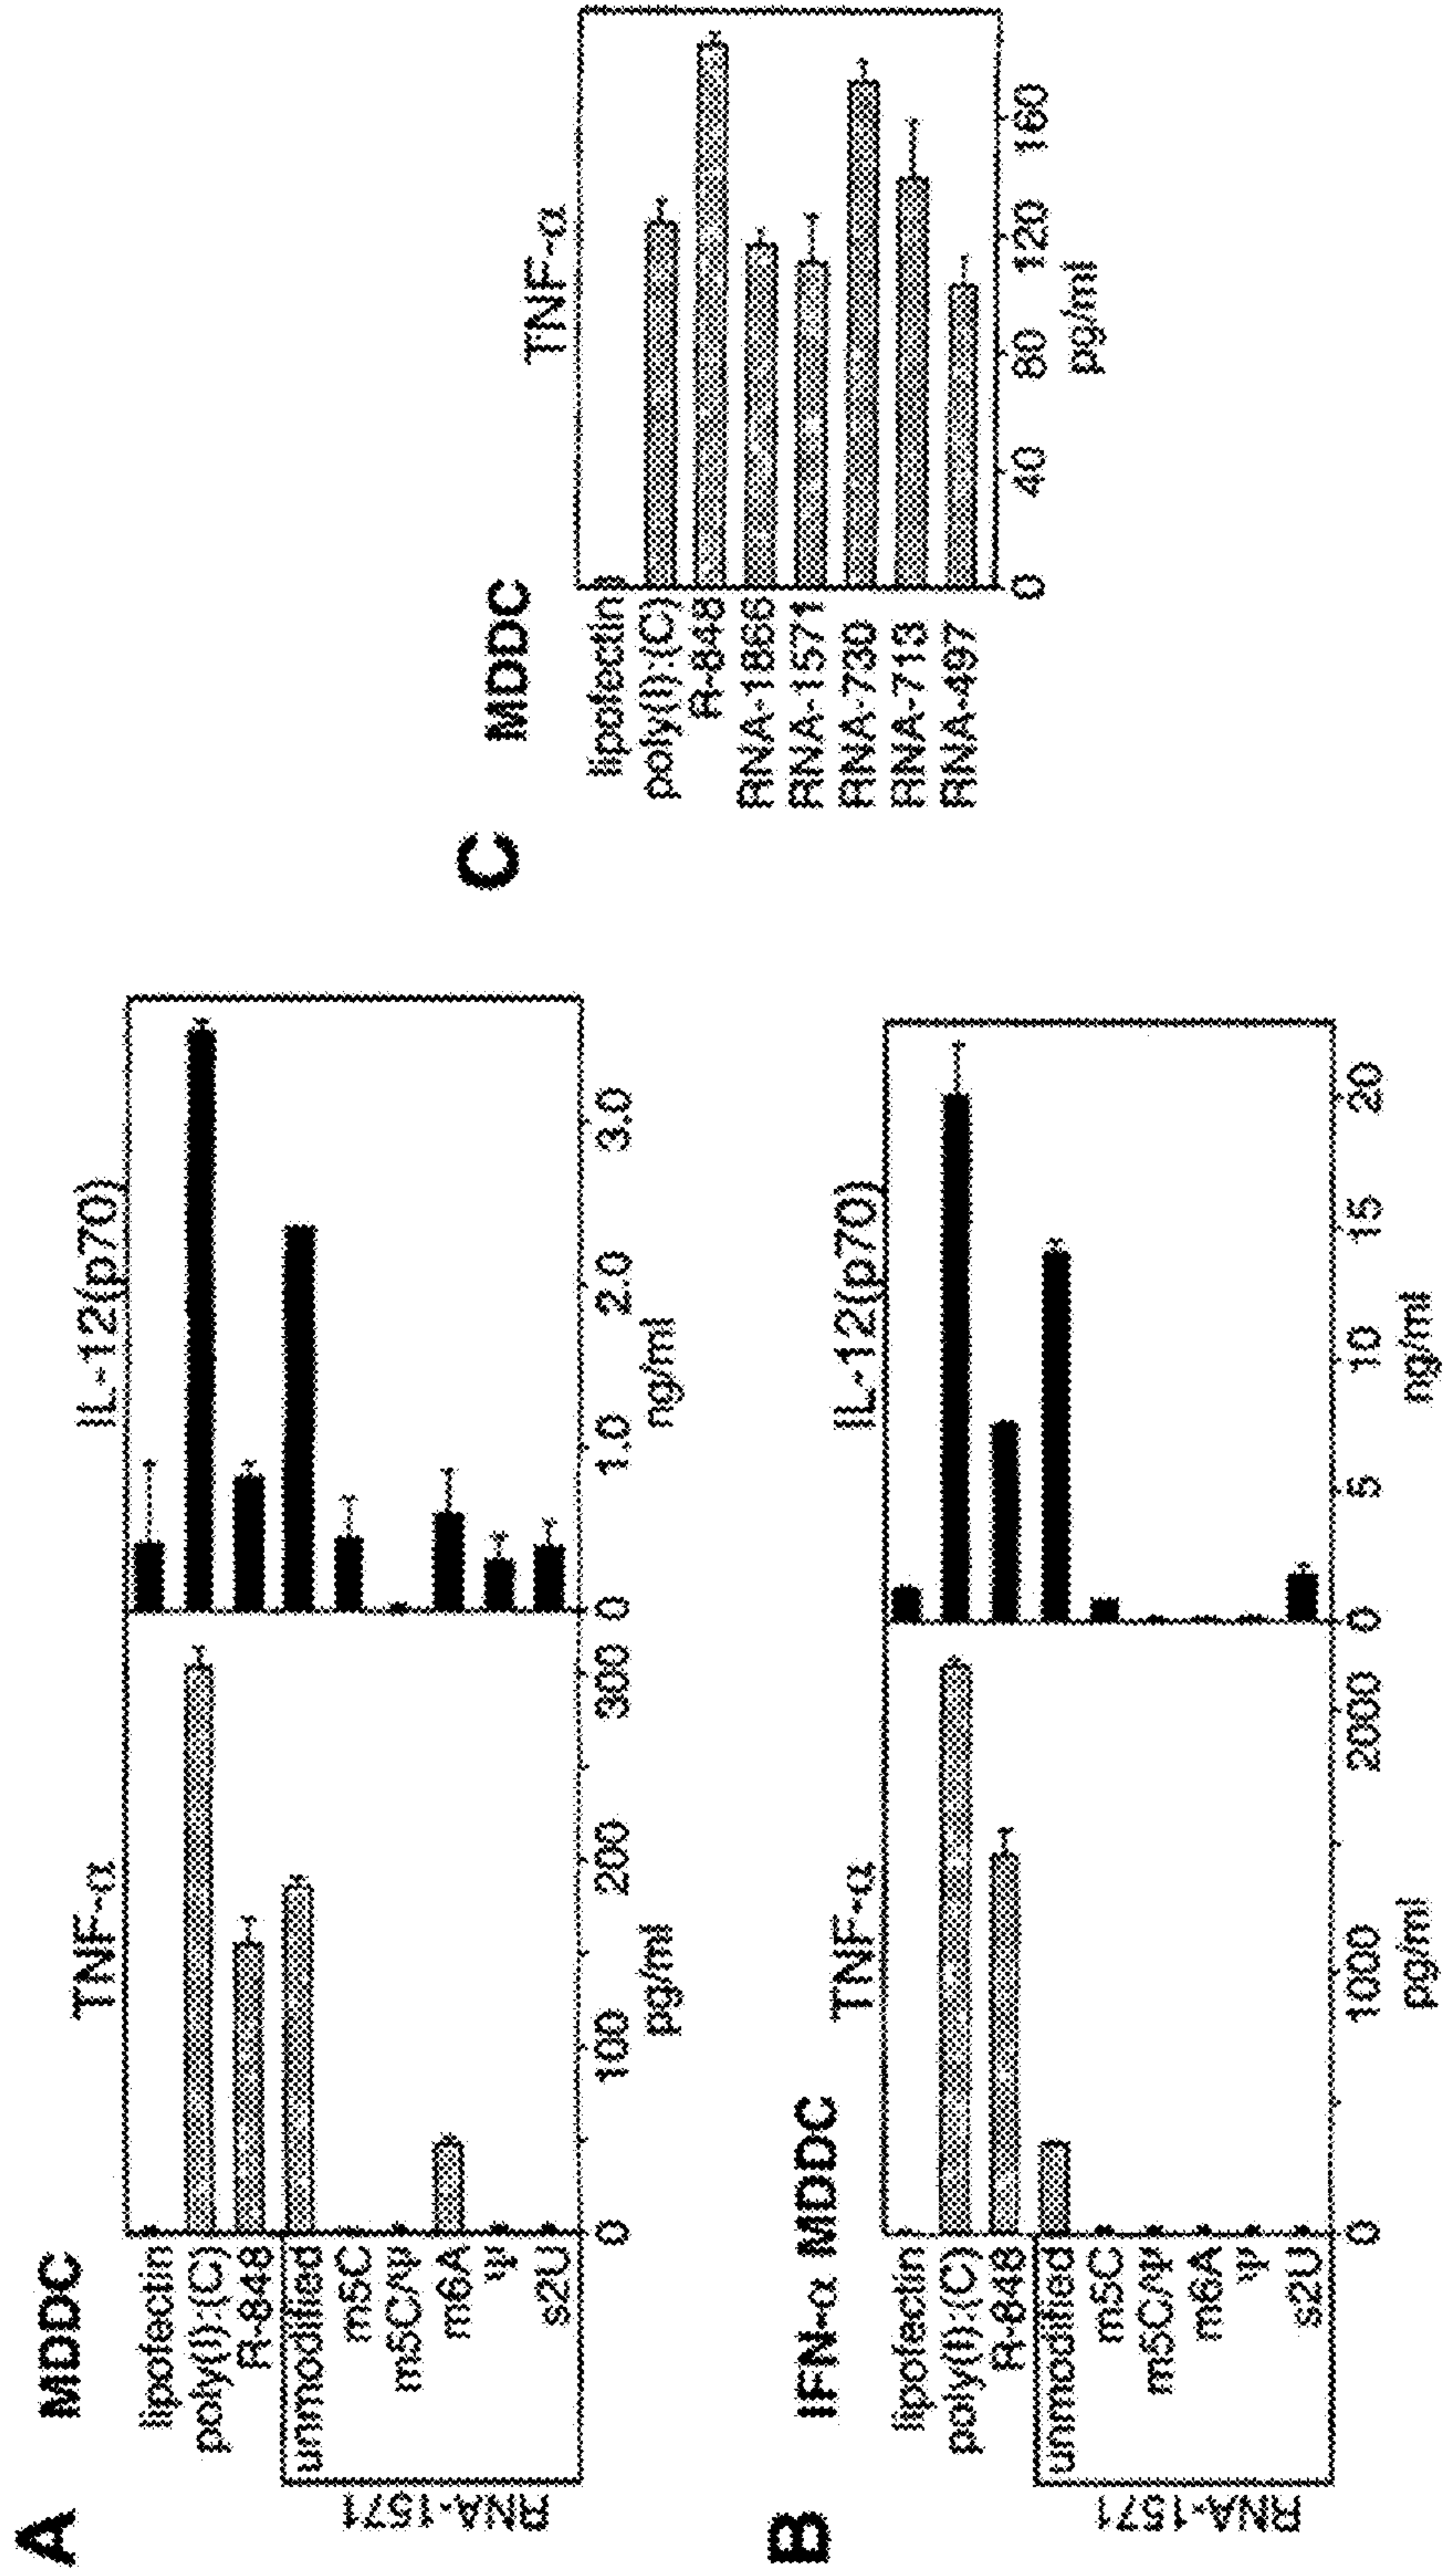 A MDDC
TNF-α IL-12(p70)
lipofectin
poly(I):(C)
R-848
RNA-1571
unmodified
m5C
m5C/ψ
m6A
ψ
s2U
0 100 200 300 0 1.0 2.0 3.0
pg/ml ng/ml
B IFN-α MDDC
TNF-α IL-12(p70)
lipofectin
poly(I):(C)
R-848
RNA-1571
unmodified
m5C
m5C/ψ
m6A
ψ
s2U
0 1000 2000 0 5 10 15 20
pg/ml ng/ml
C MDDC
TNF-α
lipofectin
poly(I):(C)
R-848
RNA-1866
RNA-1571
RNA-730
RNA-713
RNA-497
0 40 80 120 160
pg/ml